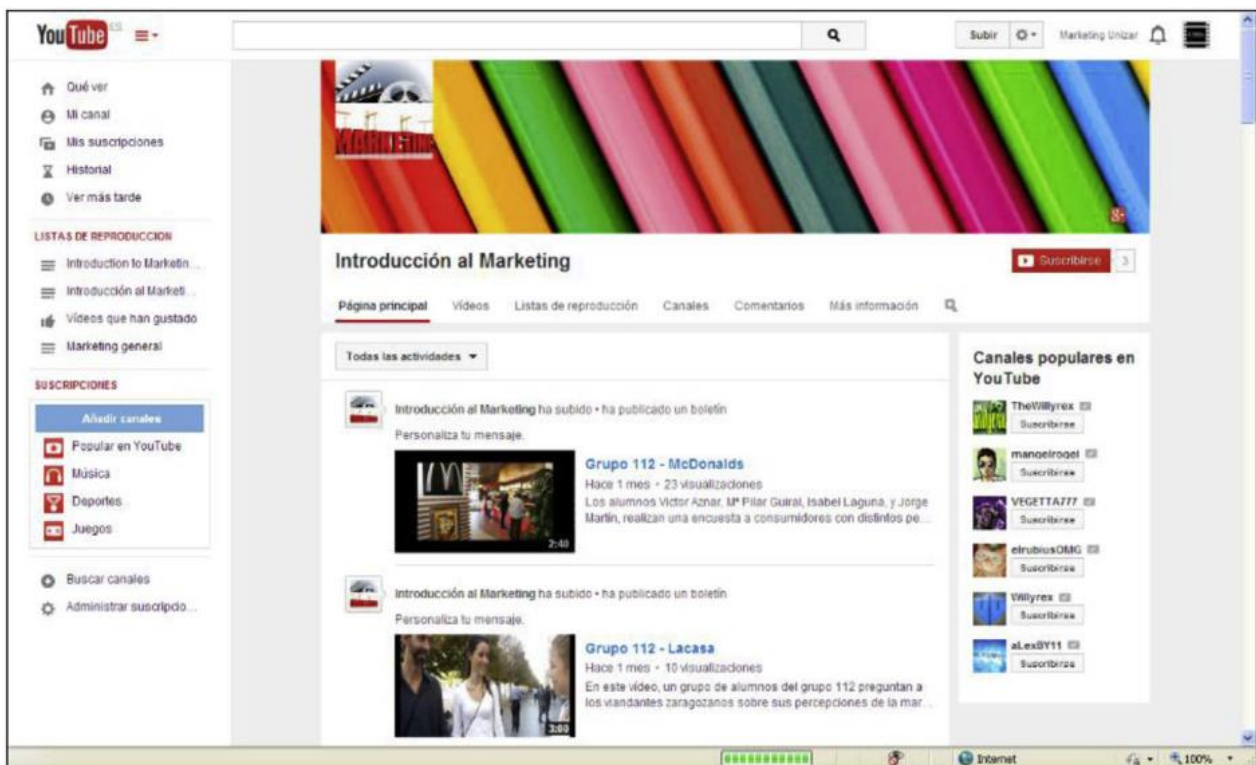 YouTube ES
Subir
Marketing Unizar
Qué ver
Mi canal
Mis suscripciones
Historial
Ver más tarde
LISTAS DE REPRODUCCION
Introduction to Marketin...
Introducción al Marketi...
Vídeos que han gustado
Marketing general
SUSCRIPCIONES
Añadir canales
Popular en YouTube
Música
Deportes
Juegos
Buscar canales
Administrar suscripcio...
MARKETING
Introducción al Marketing
Suscribirse 3
Página principal Vídeos Listas de reproducción Canales Comentarios Más información
Todas las actividades
Introducción al Marketing ha subido • ha publicado un boletín
Personaliza tu mensaje.
Grupo 112 - McDonalds
Hace 1 mes • 23 visualizaciones
Los alumnos Victor Aznar, Mª Pilar Guiral, Isabel Laguna, y Jorge
Martin, realizan una encuesta a consumidores con distintos pe...
2:40
Introducción al Marketing ha subido • ha publicado un boletín
Personaliza tu mensaje.
Grupo 112 - Lacasa
Hace 1 mes • 10 visualizaciones
En este vídeo, un grupo de alumnos del grupo 112 preguntan a
los viandantes zaragozanos sobre sus percepciones de la mar...
3:00
Canales populares en
YouTube
TheWillyrex
Suscribirse
mangelrogel
Suscribirse
VEGETTA777
Suscribirse
elrubiusOMG
Suscribirse
Willyrex
Suscribirse
aLexBY11
Suscribirse
Internet
100%